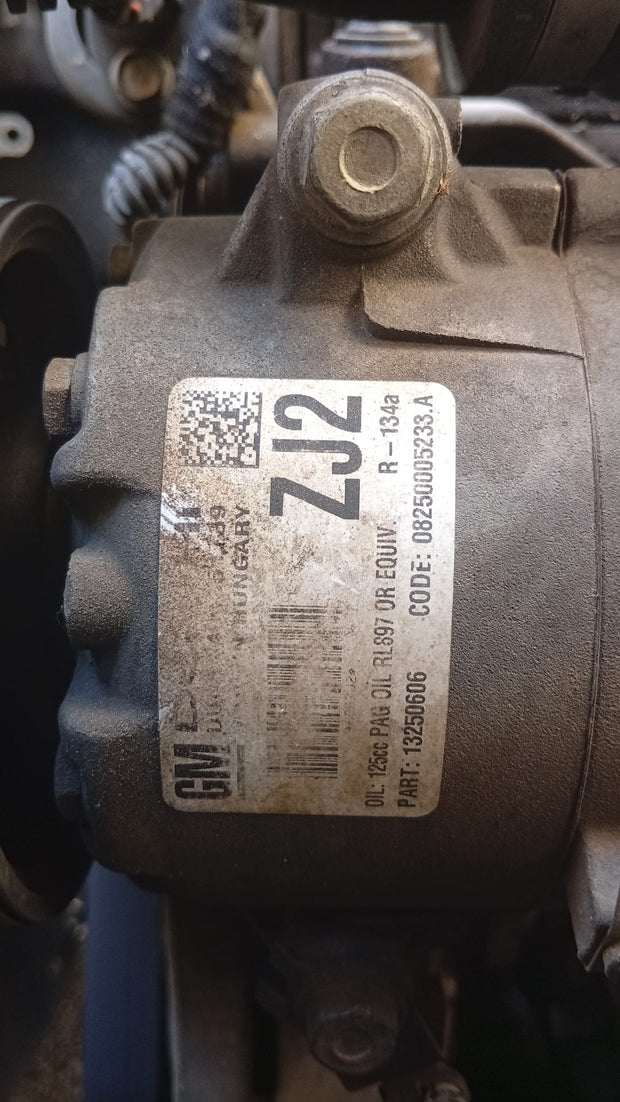 GM
HUNGARY
ZJ2
OIL: 125cc PAG OIL RL897 OR EQUIV. R-134a
PART: 13250606 CODE: 08250005233.A